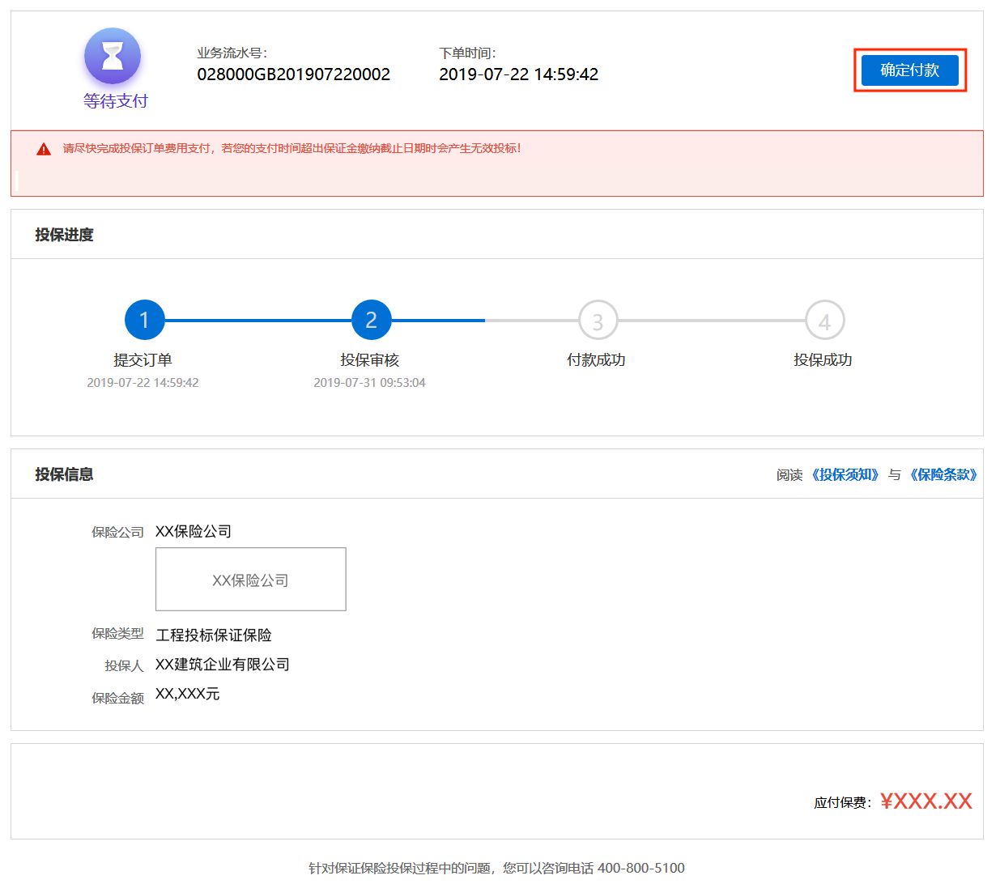 业务流水号：
下单时间：
028000GB201907220002
2019-07-22 14:59:42
确定付款
等待支付
请尽快完成投保订单费用支付，若您的支付时间超出保证金缴纳截止日期时会产生无效投标！
投保进度
1
2
3
4
提交订单
投保审核
付款成功
投保成功
2019-07-22 14:59:42
2019-07-31 09:53:04
投保信息
阅读 《投保须知》 与 《保险条款》
保险公司 XX保险公司
XX保险公司
保险类型 工程投标保证保险
投保人 XX建筑企业有限公司
保险金额 XX,XXX元
应付保费：¥XXX.XX
针对保证保险投保过程中的问题，您可以咨询电话 400-800-5100